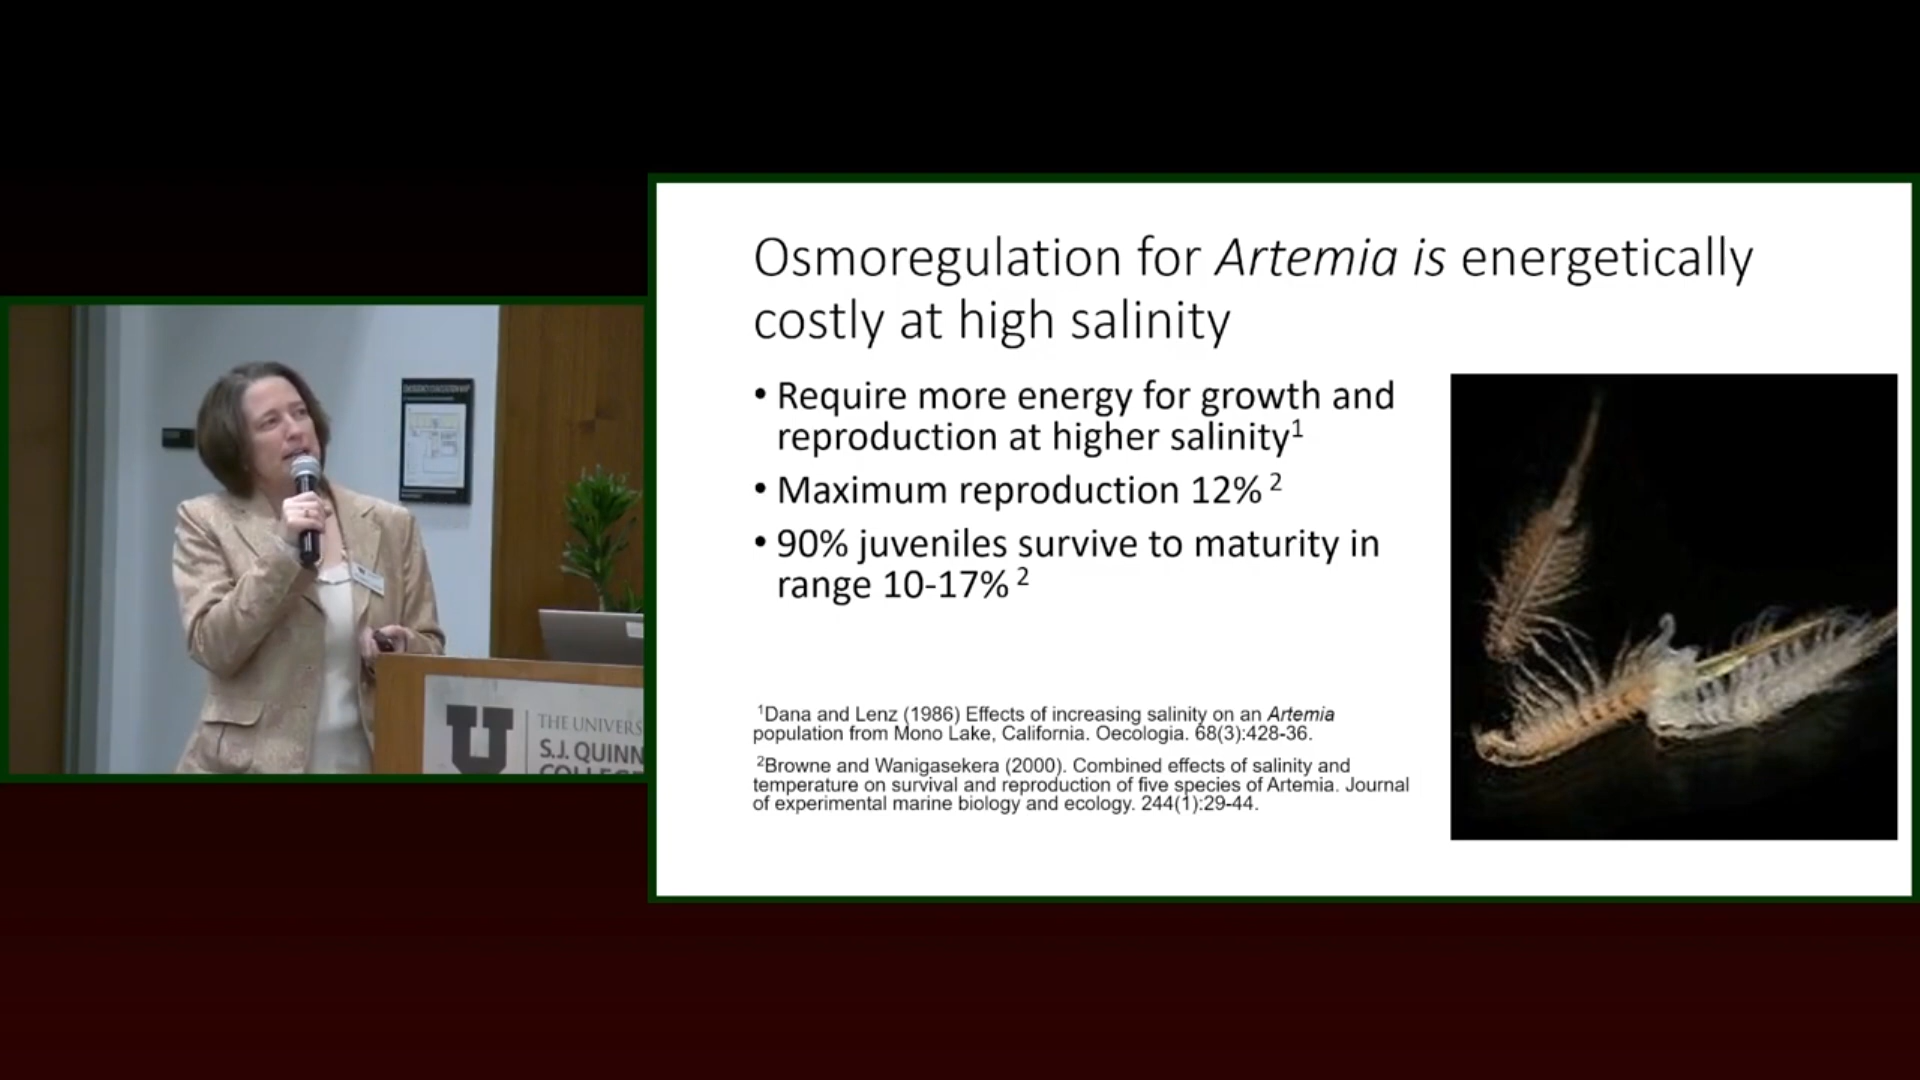 Osmoregulation for Artemia is energetically
costly at high salinity
• Require more energy for growth and
reproduction at higher salinity¹
• Maximum reproduction 12% ²
• 90% juveniles survive to maturity in
range 10-17% ²
¹Dana and Lenz (1986) Effects of increasing salinity on an Artemia
population from Mono Lake, California. Oecologia. 68(3):428-36.
²Browne and Wanigasekera (2000). Combined effects of salinity and
temperature on survival and reproduction of five species of Artemia. Journal
of experimental marine biology and ecology. 244(1):29-44.
EMERGENCY EVACUATION MAP
U
THE UNIVERS
S.J. QUINN
COLLEGE